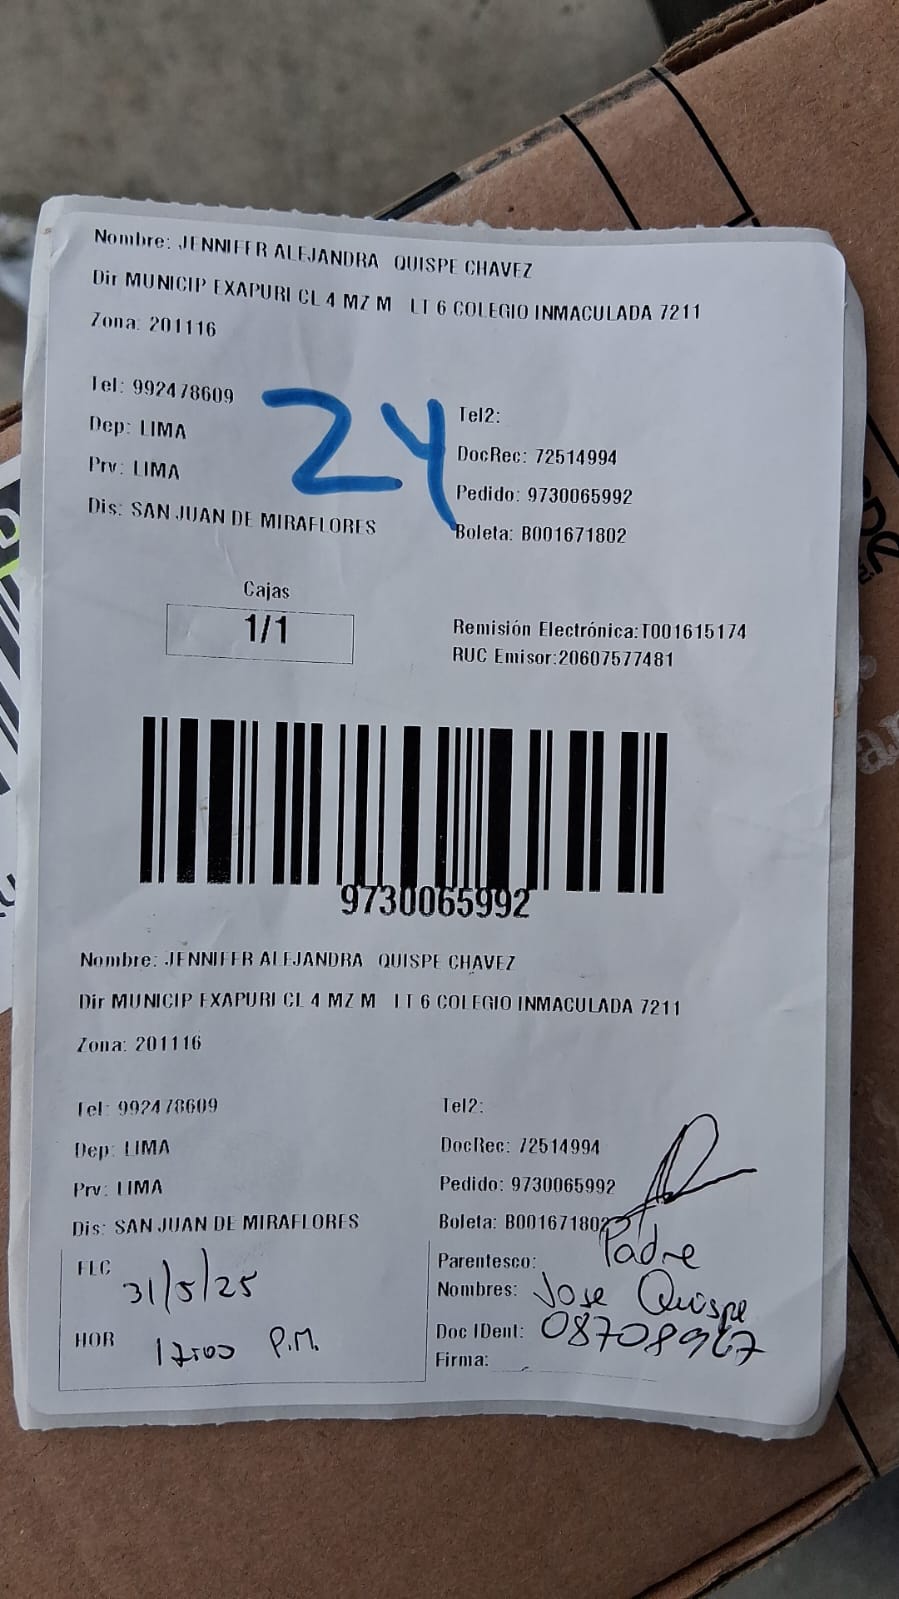 Nombre: JENNIFER ALEJANDRA QUISPE CHAVEZ
Dir MUNICIP EXAPURI CL 4 MZ M LT 6 COLEGIO INMACULADA 7211
Zona: 201116
24
Tel: 992478609
Tel2:
Dep: LIMA
DocRec: 72514994
Prv: LIMA
Pedido: 9730065992
Dis: SAN JUAN DE MIRAFLORES
Boleta: B001671802
Cajas
1/1
Remisión Electrónica:T001615174
RUC Emisor:20607577481
9730065992
Nombre: JENNIFER ALEJANDRA QUISPE CHAVEZ
Dir MUNICIP EXAPURI CL 4 MZ M LT 6 COLEGIO INMACULADA 7211
Zona: 201116
Tel: 992478609
Tel2:
Dep: LIMA
DocRec: 72514994
Prv: LIMA
Pedido: 9730065992
Dis: SAN JUAN DE MIRAFLORES
Boleta: B001671802
FEC 31/5/25
Parentesco: Padre
Nombres: Jose Quispe
HOR 17:00 P.M.
Doc IDent: 08708967
Firma: